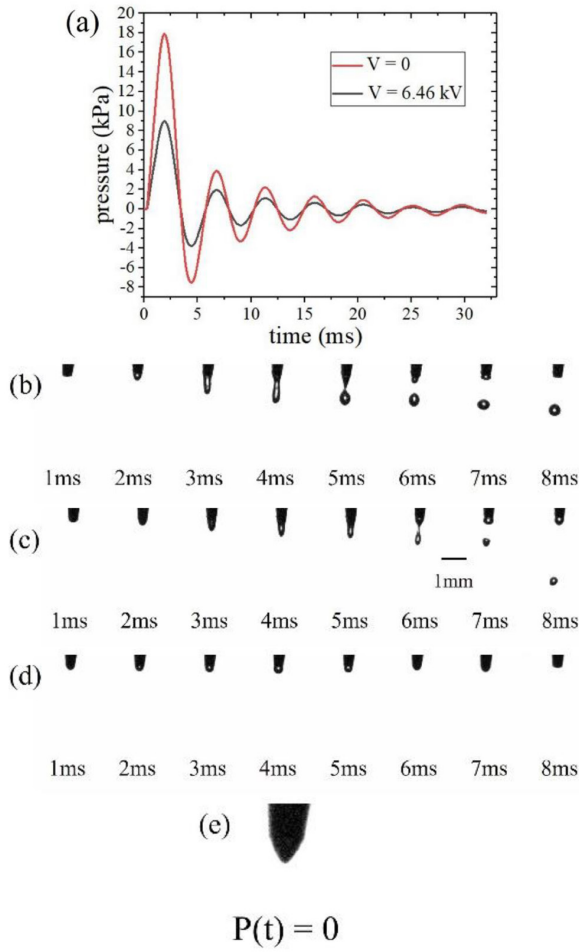 (a)
20
18
16
14
12
10
8
6
4
2
0
-2
-4
-6
-8
pressure (kPa)
V = 0
V = 6.46 kV
0 5 10 15 20 25 30
time (ms)
(b)
1ms 2ms 3ms 4ms 5ms 6ms 7ms 8ms
(c)
1mm
1ms 2ms 3ms 4ms 5ms 6ms 7ms 8ms
(d)
1ms 2ms 3ms 4ms 5ms 6ms 7ms 8ms
(e)
P(t) = 0